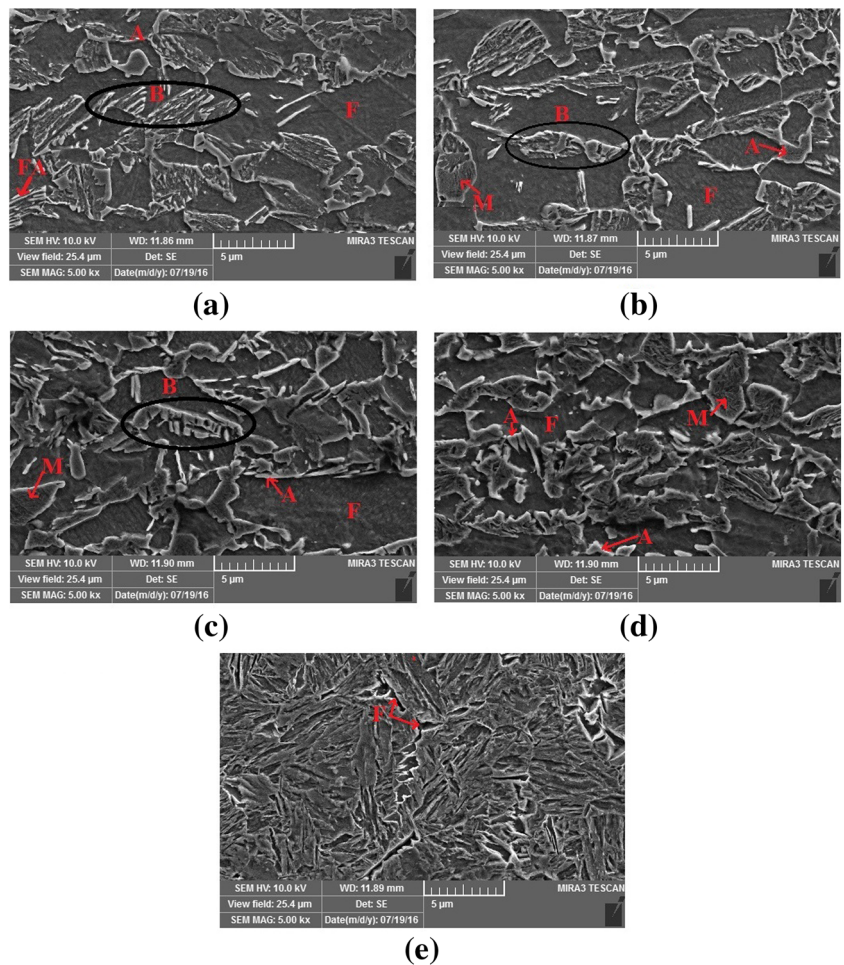 A
B
F
FA
SEM HV: 10.0 kV WD: 11.86 mm MIRA3 TESCAN
View field: 25.4 µm Det: SE 5 µm
SEM MAG: 5.00 kx Date(m/d/y): 07/19/16
(a)
B
A
M
F
SEM HV: 10.0 kV WD: 11.87 mm MIRA3 TESCAN
View field: 25.4 µm Det: SE 5 µm
SEM MAG: 5.00 kx Date(m/d/y): 07/19/16
(b)
B
M
A
F
SEM HV: 10.0 kV WD: 11.90 mm MIRA3 TESCAN
View field: 25.4 µm Det: SE 5 µm
SEM MAG: 5.00 kx Date(m/d/y): 07/19/16
(c)
A
F
M
A
SEM HV: 10.0 kV WD: 11.90 mm MIRA3 TESCAN
View field: 25.4 µm Det: SE 5 µm
SEM MAG: 5.00 kx Date(m/d/y): 07/19/16
(d)
F?
SEM HV: 10.0 kV WD: 11.89 mm MIRA3 TESCAN
View field: 25.4 µm Det: SE 5 µm
SEM MAG: 5.00 kx Date(m/d/y): 07/19/16
(e)